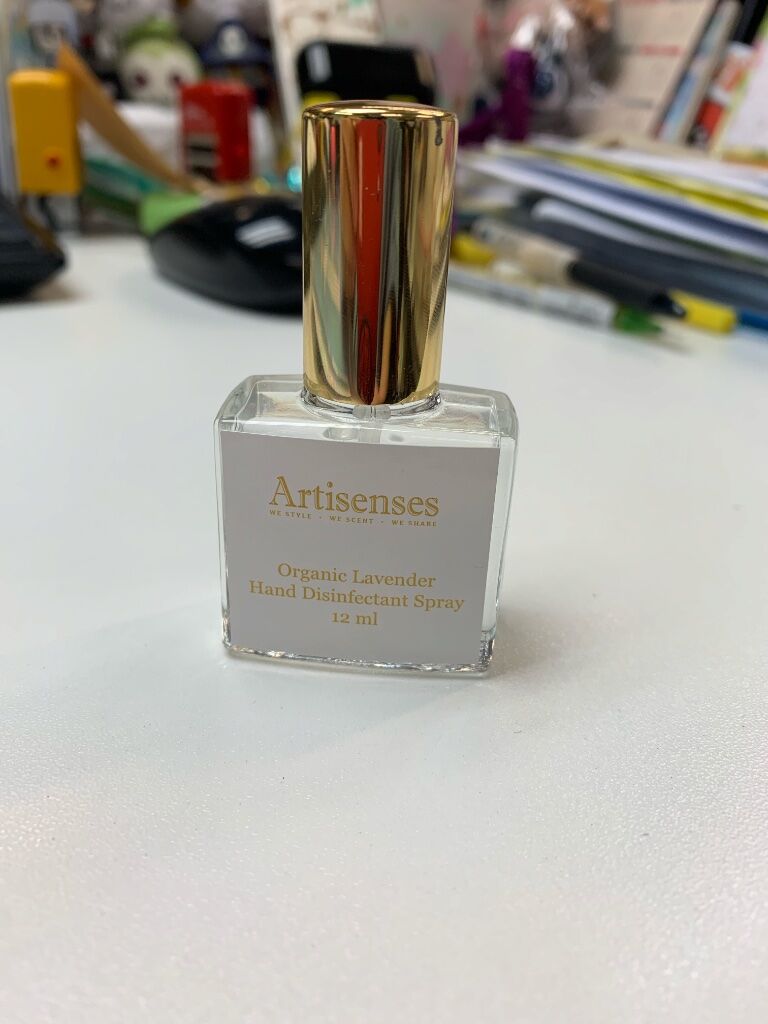 Artisenses
WE STYLE • WE SCENT • WE SHARE
Organic Lavender
Hand Disinfectant Spray
12 ml